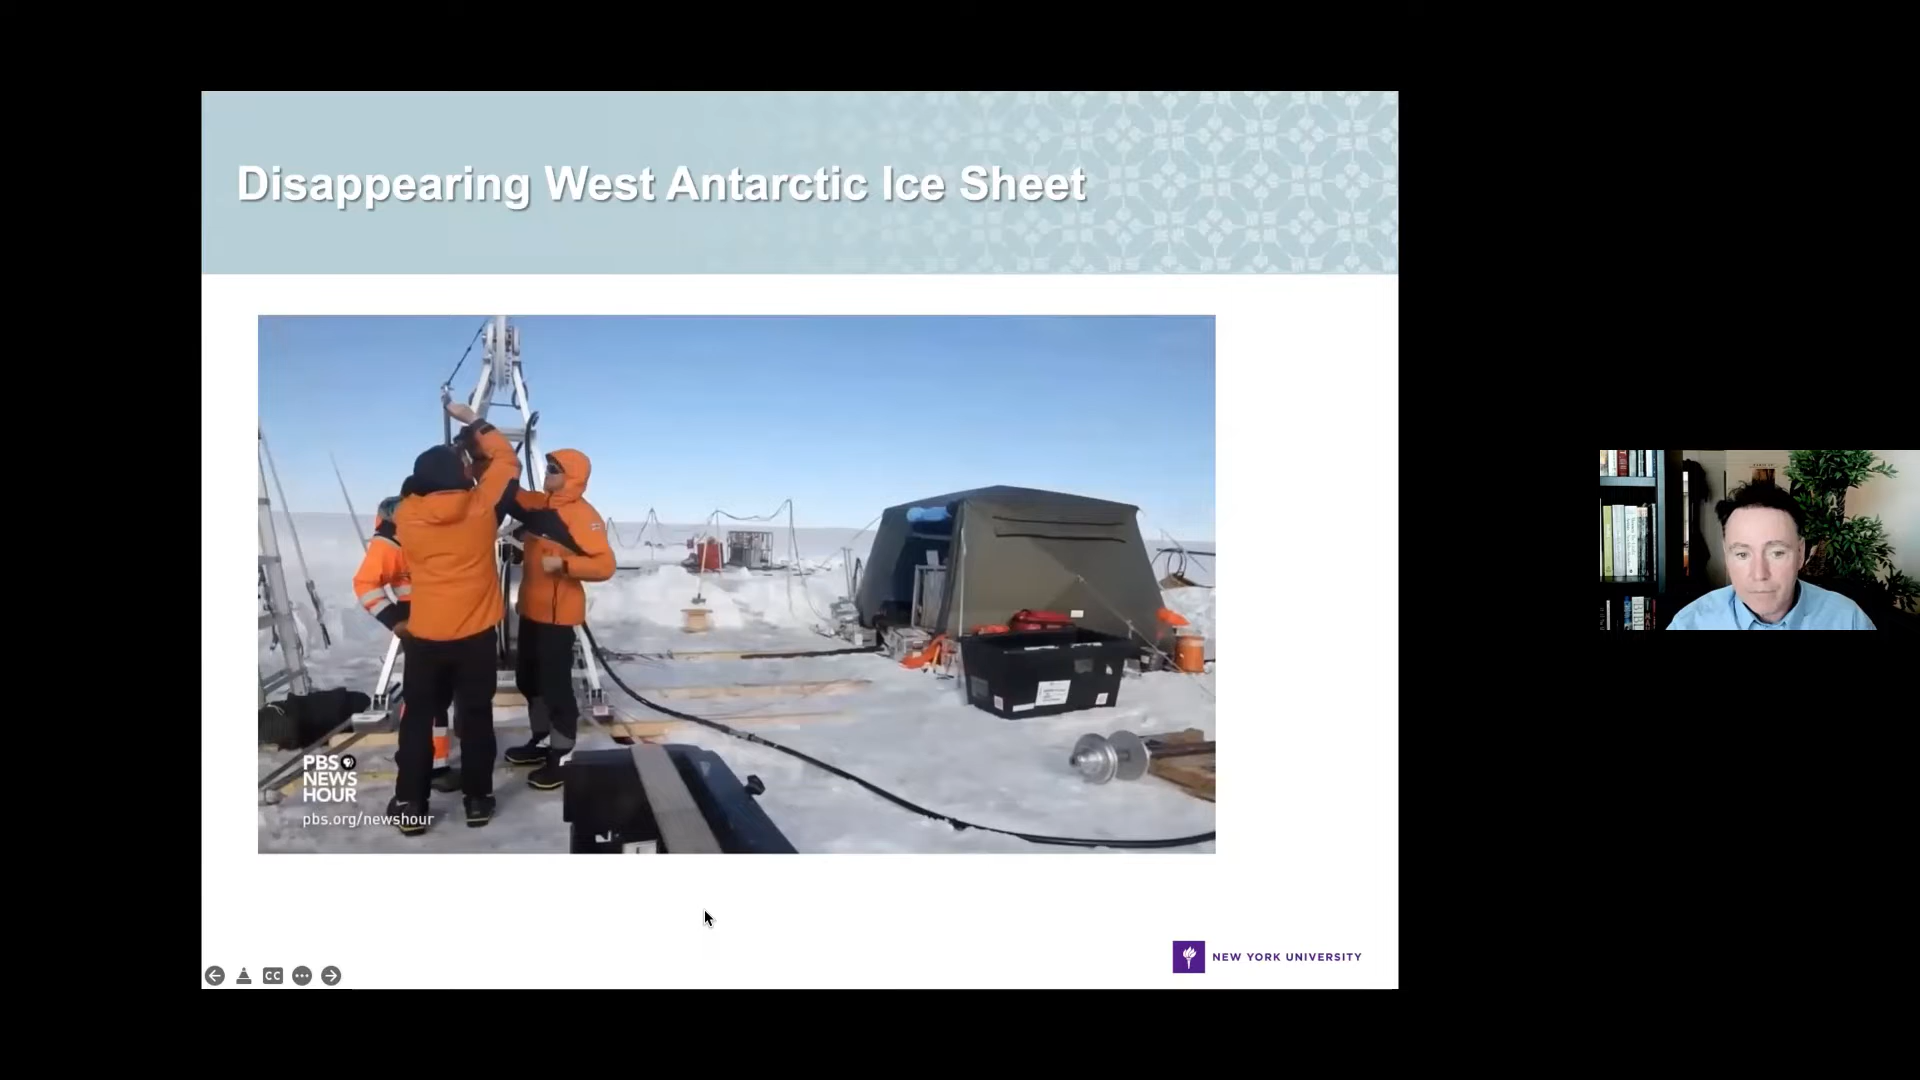 Disappearing West Antarctic Ice Sheet
PBS
NEWS
HOUR
pbs.org/newshour
CC
NEW YORK UNIVERSITY